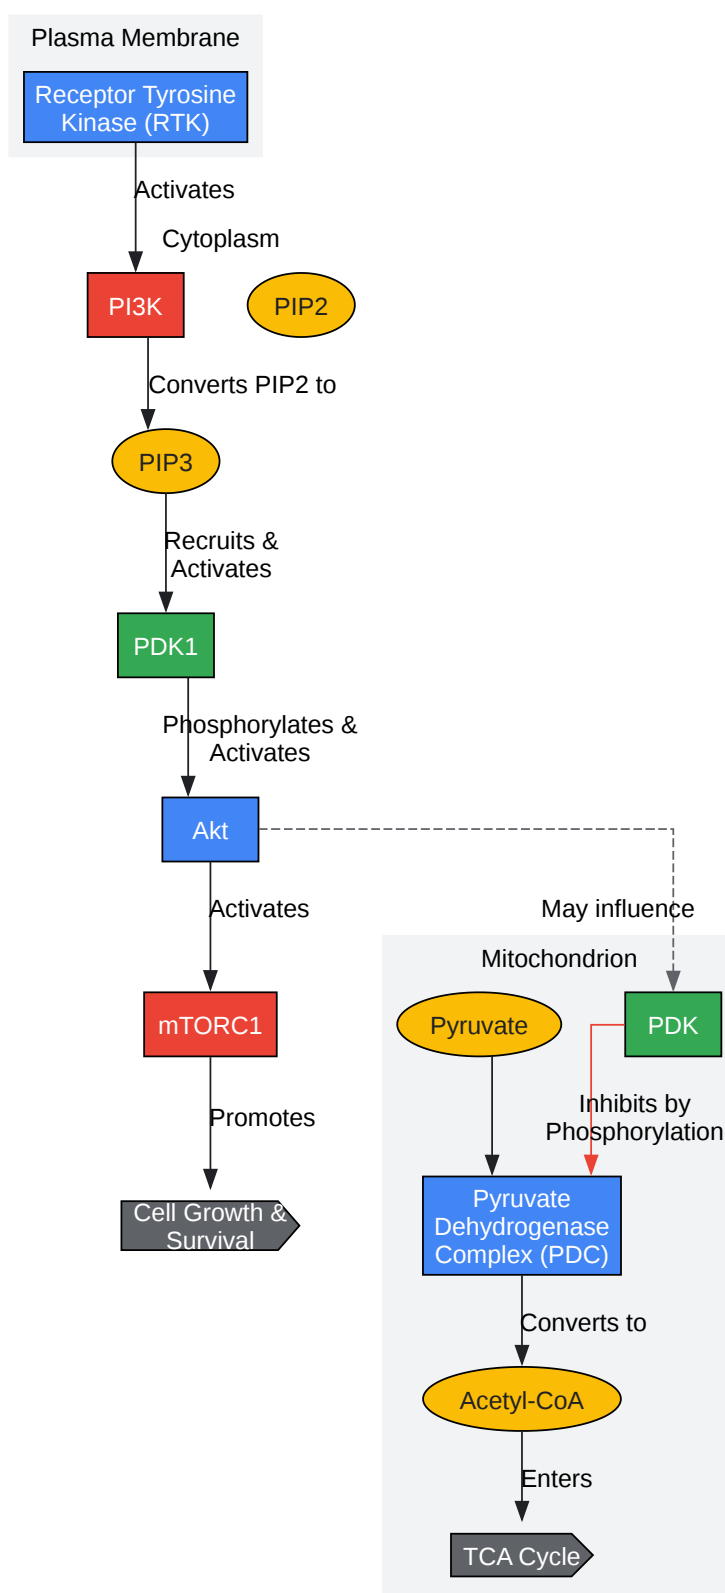 Plasma Membrane
Receptor Tyrosine
Kinase (RTK)
Activates
Cytoplasm
PI3K
PIP2
Converts PIP2 to
PIP3
Recruits &
Activates
PDK1
Phosphorylates &
Activates
Akt
Activates
May influence
Mitochondrion
mTORC1
Pyruvate
PDK
Promotes
Inhibits by
Phosphorylation
Cell Growth &
Survival
Pyruvate
Dehydrogenase
Complex (PDC)
Converts to
Acetyl-CoA
Enters
TCA Cycle